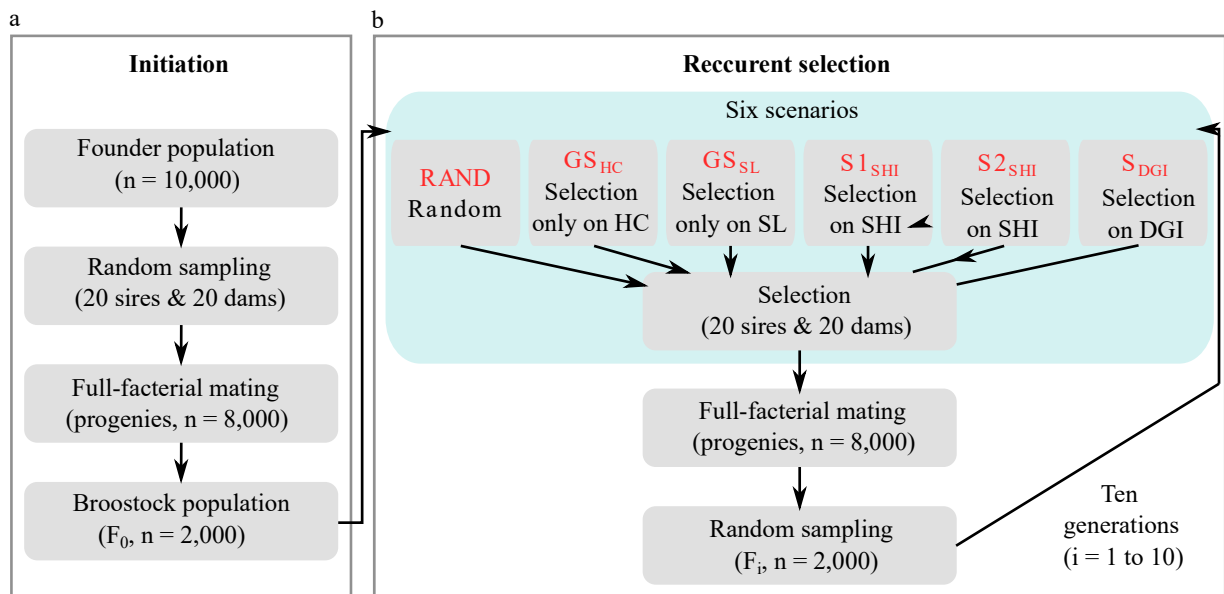 a
Initiation
Founder population
(n = 10,000)
Random sampling
(20 sires & 20 dams)
Full-facterial mating
(progenies, n = 8,000)
Broostock population
(F0, n = 2,000)
b
Reccurent selection
Six scenarios
RAND
Random
GSHC
Selection
only on HC
GSSL
Selection
only on SL
S1SHI
Selection
on SHI
S2SHI
Selection
on SHI
SDGI
Selection
on DGI
Selection
(20 sires & 20 dams)
Full-facterial mating
(progenies, n = 8,000)
Random sampling
(Fi, n = 2,000)
Ten
generations
(i = 1 to 10)